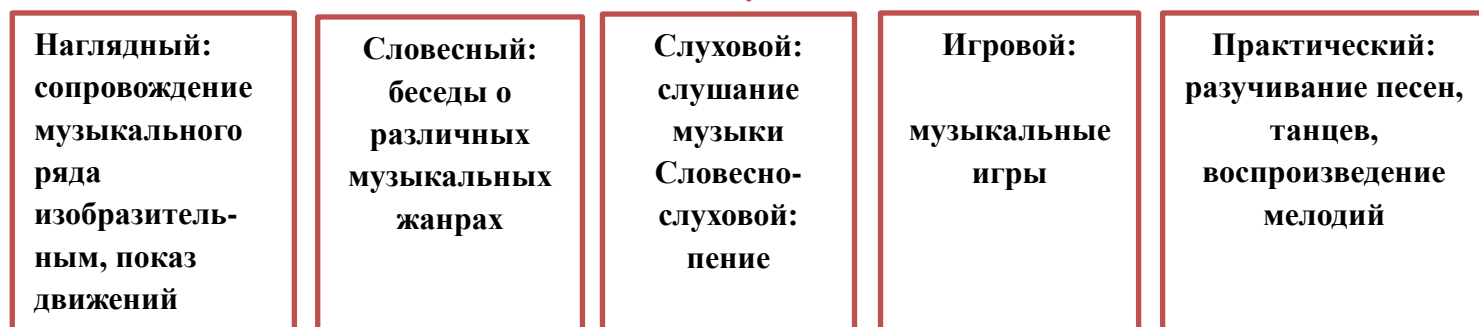 Наглядный:
сопровождение
музыкального
ряда
изобразитель-
ным, показ
движений
Словесный:
беседы о
различных
музыкальных
жанрах
Слуховой:
слушание
музыки
Словесно-
слуховой:
пение
Игровой:
музыкальные
игры
Практический:
разучивание песен,
танцев,
воспроизведение
мелодий